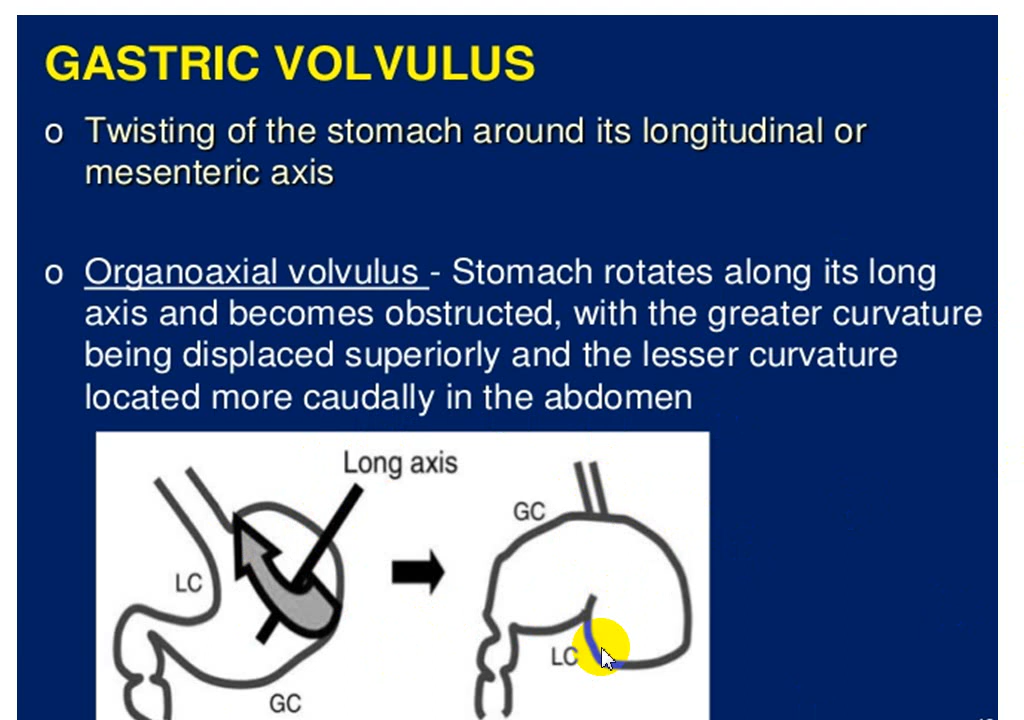 GASTRIC VOLVULUS
o Twisting of the stomach around its longitudinal or
mesenteric axis
o Organoaxial volvulus - Stomach rotates along its long
axis and becomes obstructed, with the greater curvature
being displaced superiorly and the lesser curvature
located more caudally in the abdomen
Long axis
GC
LC
LC
GC